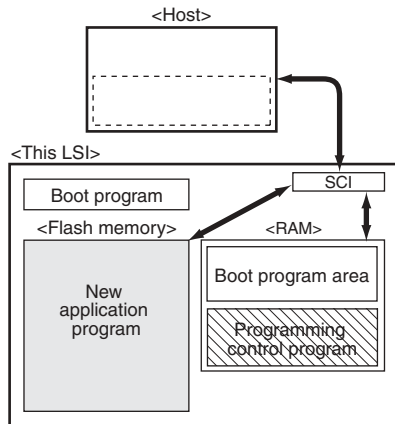 <Host>
<This LSI>
SCI
Boot program
<Flash memory>
<RAM>
New
application
program
Boot program area
Programming
control program